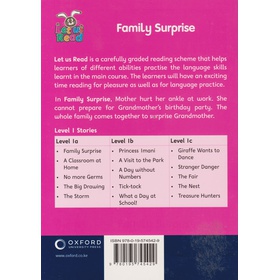 Let us
Read
Family Surprise
Let us Read is a carefully graded reading scheme that helps
learners of different abilities practise the language skills
learnt in the main course. The learners will have an exciting
time reading for pleasure as well as for language practice.
In Family Surprise, Mother hurt her ankle at work. She
cannot prepare for Grandmother's birthday party. The
whole family comes together to surprise Grandmother.
Level 1 Stories
Level 1a
• Family Surprise
• A Classroom at
Home
• No more Germs
• The Big Drowing
• The Storm
Level 1b
• Princess Imani
• A Visit to the Park
• A Day without
Numbers
• Tick-tock
• What a Day at
School!
Level 1c
• Giraffe Wants to
Dance
• Stranger Danger
• The Fair
• The Nest
• Treasure Hunters
OXFORD
UNIVERSITY PRESS
www.oxford.co.ke